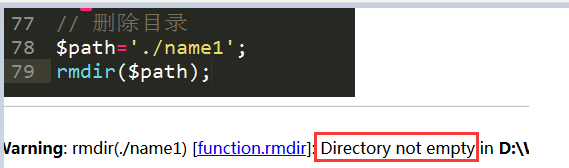 77 // 删除目录
78 $path='./name1';
79 rmdir($path);
Warning: rmdir(./name1) [function.rmdir]: Directory not empty in D:\